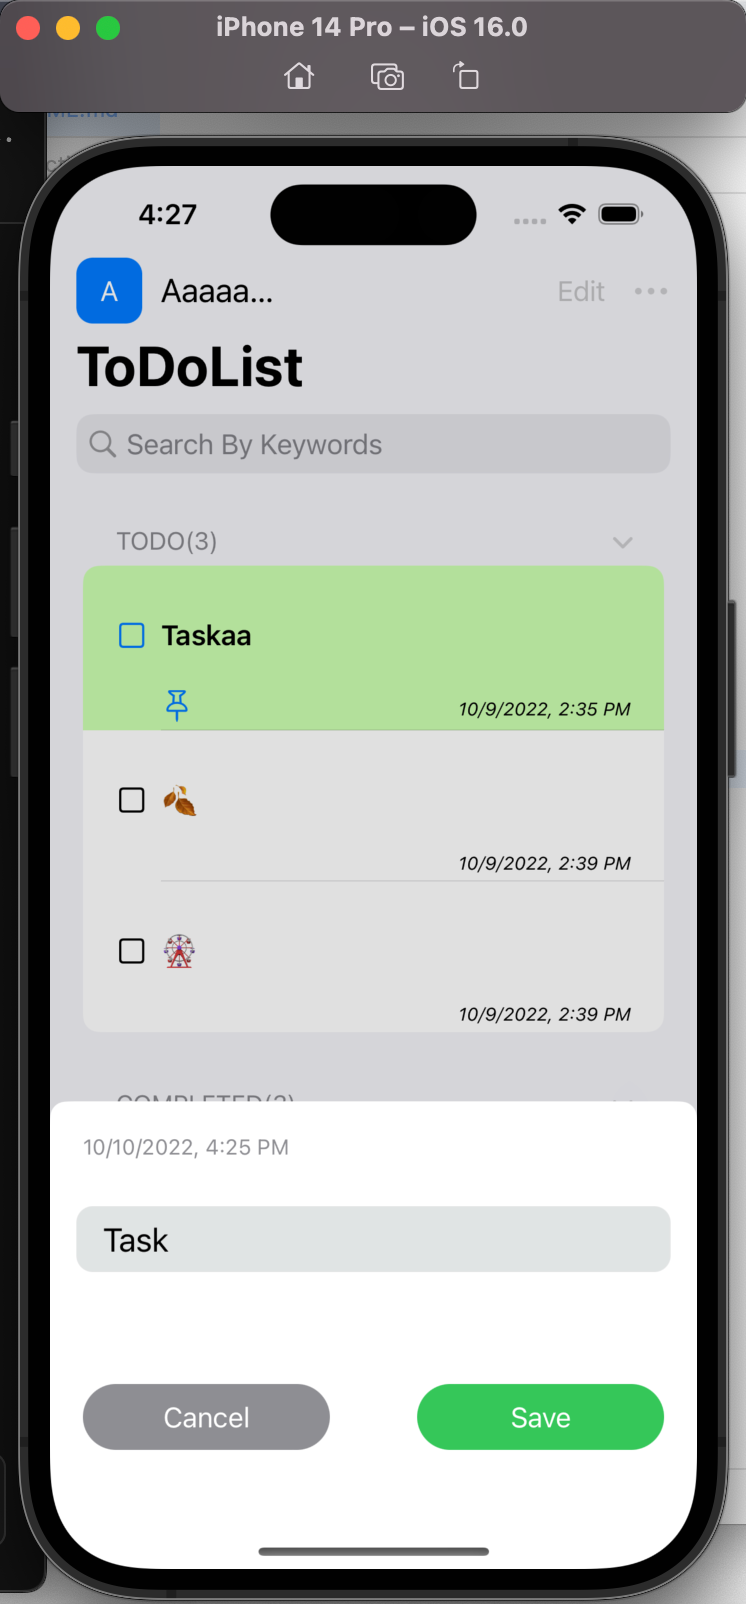 iPhone 14 Pro – iOS 16.0
4:27
A Aaaaa... Edit
ToDoList
Search By Keywords
TODO(3)
Taskaa
10/9/2022, 2:35 PM
10/9/2022, 2:39 PM
10/9/2022, 2:39 PM
10/10/2022, 4:25 PM
Task
Cancel Save